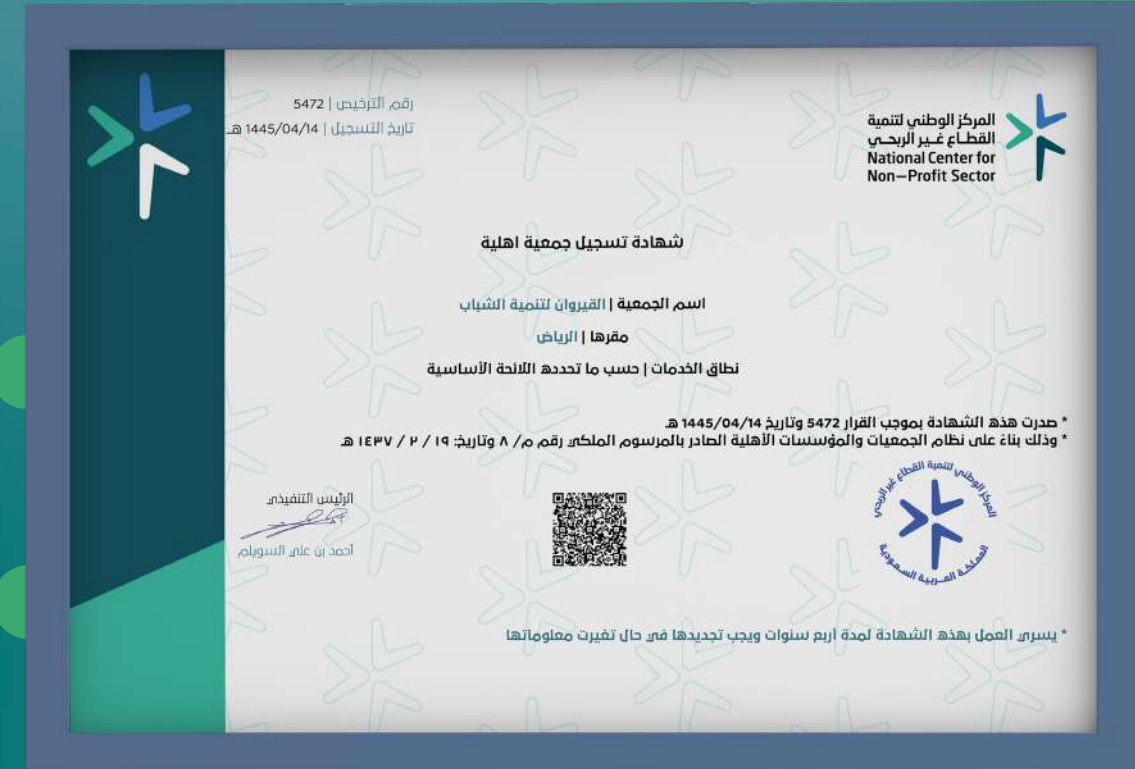 رقم الترخيص | 5472
تاريخ التسجيل | 1445/04/14 هـ
المركز الوطني لتنمية
القطاع غير الربحي
National Center for
Non-Profit Sector
شهادة تسجيل جمعية اهلية
اسم الجمعية | القيروان لتنمية الشباب
مقرها | الرياض
نطاق الخدمات | حسب ما تحدده اللائحة الأساسية
* صدرت هذه الشهادة بموجب القرار 5472 وتاريخ 1445/04/14 هـ
* وذلك بناءً على نظام الجمعيات والمؤسسات الأهلية الصادر بالمرسوم الملكي رقم م/ ٨ وتاريخ: ١٩ / ٢ / ١٤٣٧ هـ
الرئيس التنفيذي
أحمد بن علي السويلم
المركز الوطني لتنمية القطاع غير الربحي
المملكة العربية السعودية
* يسري العمل بهذه الشهادة لمدة أربع سنوات ويجب تجديدها في حال تغيرت معلوماتها